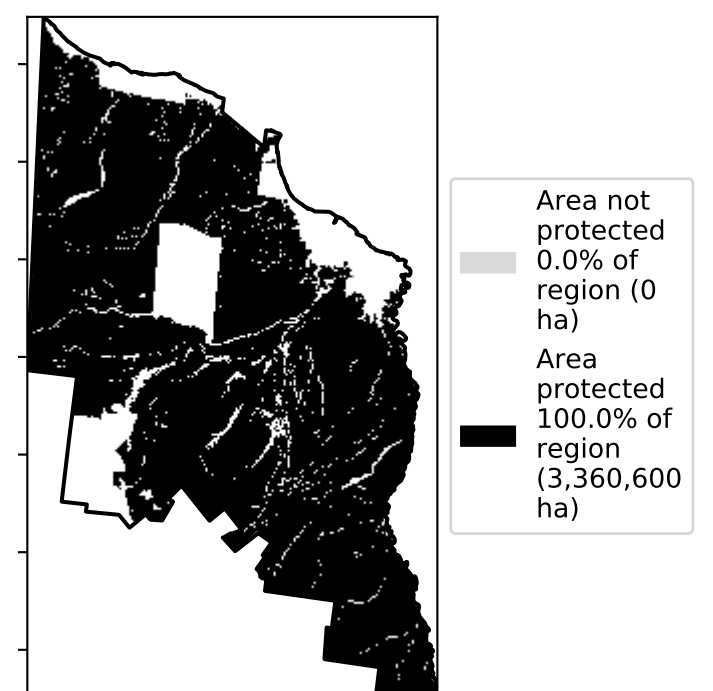 Area not
protected
0.0% of
region (0
ha)
Area
protected
100.0% of
region
(3,360,600
ha)